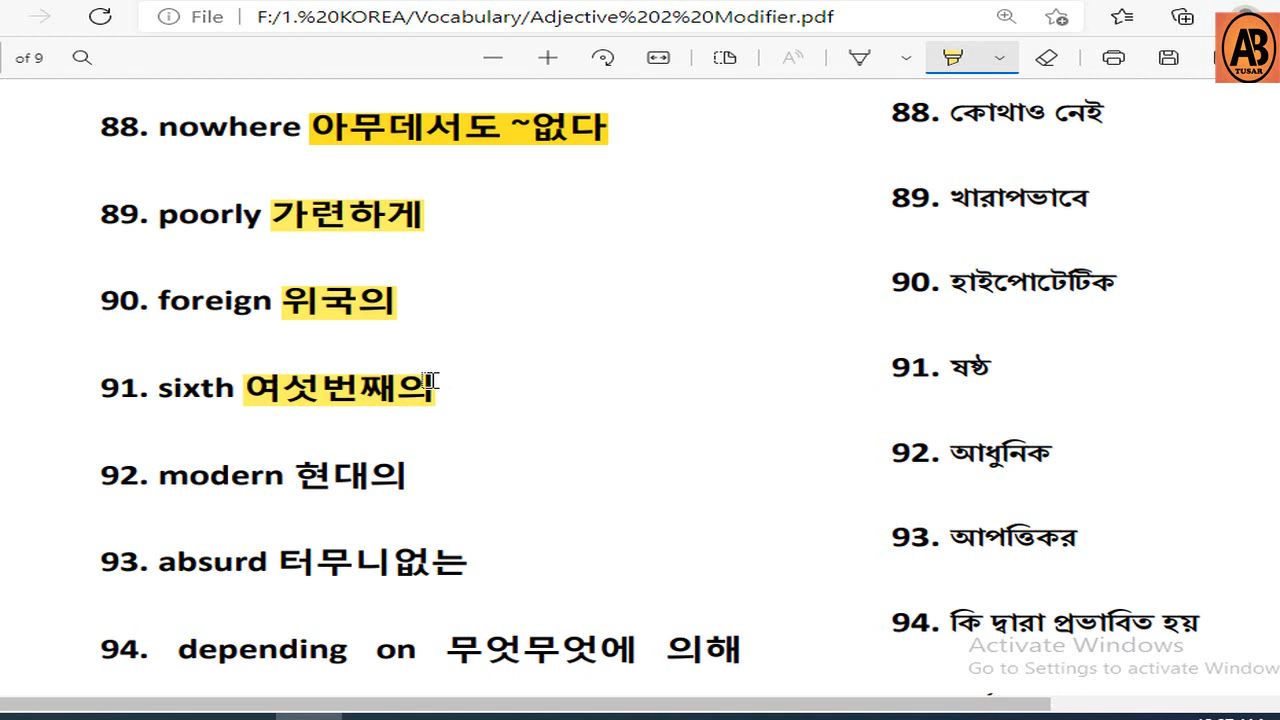 File F:/1.%20KOREA/Vocabulary/Adjective%202%20Modifier.pdf
of 9
AB
TUSAR
88. nowhere 아무데서도 ~없다
88. কোথাও নেই
89. poorly 가련하게
89. খারাপভাবে
90. foreign 위국의
90. হাইপোটেটিক
91. sixth 여섯번째의
91. ষষ্ঠ
92. modern 현대의
92. আধুনিক
93. absurd 터무니없는
93. আপত্তিকর
94. depending on 무엇무엇에 의해
94. কি দ্বারা প্রভাবিত হয়
Activate Windows
Go to Settings to activate Window